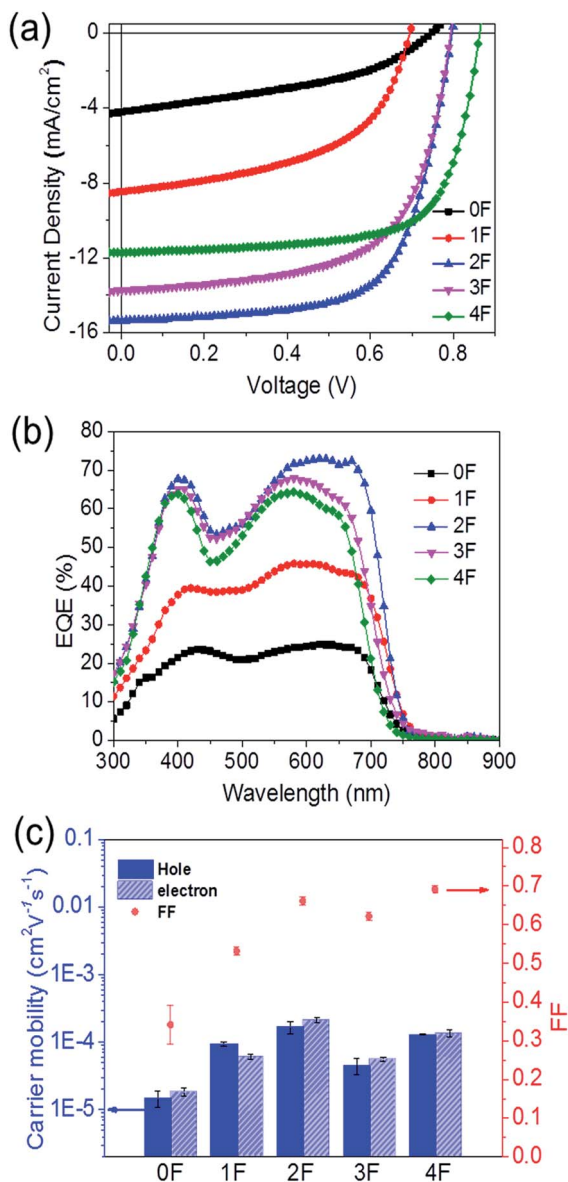 (a)
0
-4
-8
-12
-16
Current Density (mA/cm²)
0F
1F
2F
3F
4F
0.0 0.2 0.4 0.6 0.8
Voltage (V)
(b)
80
70
60
50
40
30
20
10
0
EQE (%)
0F
1F
2F
3F
4F
300 400 500 600 700 800 900
Wavelength (nm)
(c)
0.1
0.01
1E-3
1E-4
1E-5
Carrier mobility (cm²V⁻¹s⁻¹)
Hole
electron
FF
0.8
0.7
0.6
0.5
0.4
0.3
0.2
0.1
0.0
FF
0F 1F 2F 3F 4F